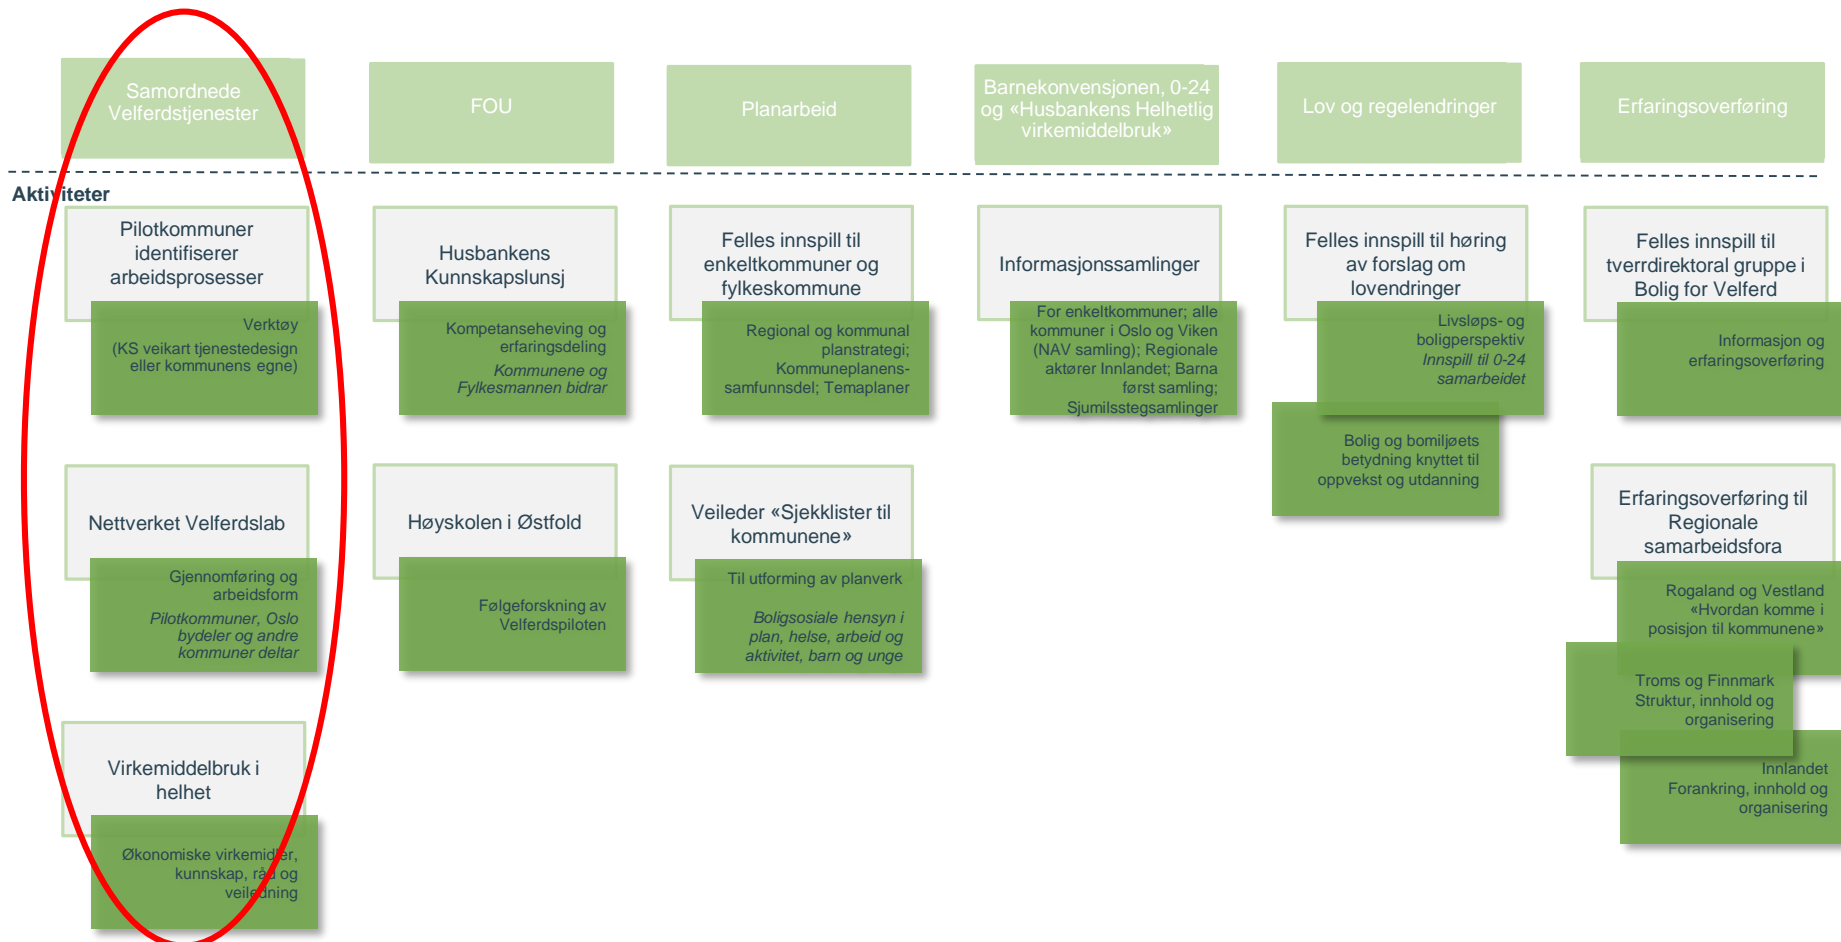 Samordnede
Velferdstjenester
FOU
Planarbeid
Barnekonvensjonen, 0-24
og «Husbankens Helhetlig
virkemiddelbruk»
Lov og regelendringer
Erfaringsoverføring
Aktiviteter
Pilotkommuner
identifiserer
arbeidsprosesser
Verktøy
(KS veikart tjenestedesign
eller kommunens egne)
Nettverket Velferdslab
Gjennomføring og
arbeidsform
Pilotkommuner, Oslo
bydeler og andre
kommuner deltar
Virkemiddelbruk i
helhet
Økonomiske virkemidler,
kunnskap, råd og
veiledning
Husbankens
Kunnskapslunsj
Kompetanseheving og
erfaringsdeling
Kommunene og
Fylkesmannen bidrar
Høyskolen i Østfold
Følgeforskning av
Velferdspiloten
Felles innspill til
enkeltkommuner og
fylkeskommune
Regional og kommunal
planstrategi;
Kommuneplanens-
samfunnsdel; Temaplaner
Veileder «Sjekklister til
kommunene»
Til utforming av planverk
Boligsosiale hensyn i
plan, helse, arbeid og
aktivitet, barn og unge
Informasjonssamlinger
For enkeltkommuner; alle
kommuner i Oslo og Viken
(NAV samling); Regionale
aktører Innlandet; Barna
først samling;
Sjumilsstegsamlinger
Felles innspill til høring
av forslag om
lovendringer
Livsløps- og
boligperspektiv
Innspill til 0-24
samarbeidet
Bolig og bomiljøets
betydning knyttet til
oppvekst og utdanning
Felles innspill til
tverrdirektoral gruppe i
Bolig for Velferd
Informasjon og
erfaringsoverføring
Erfaringsoverføring til
Regionale
samarbeidsfora
Rogaland og Vestland
«Hvordan komme i
posisjon til kommunene»
Troms og Finnmark
Struktur, innhold og
organisering
Innlandet
Forankring, innhold og
organisering